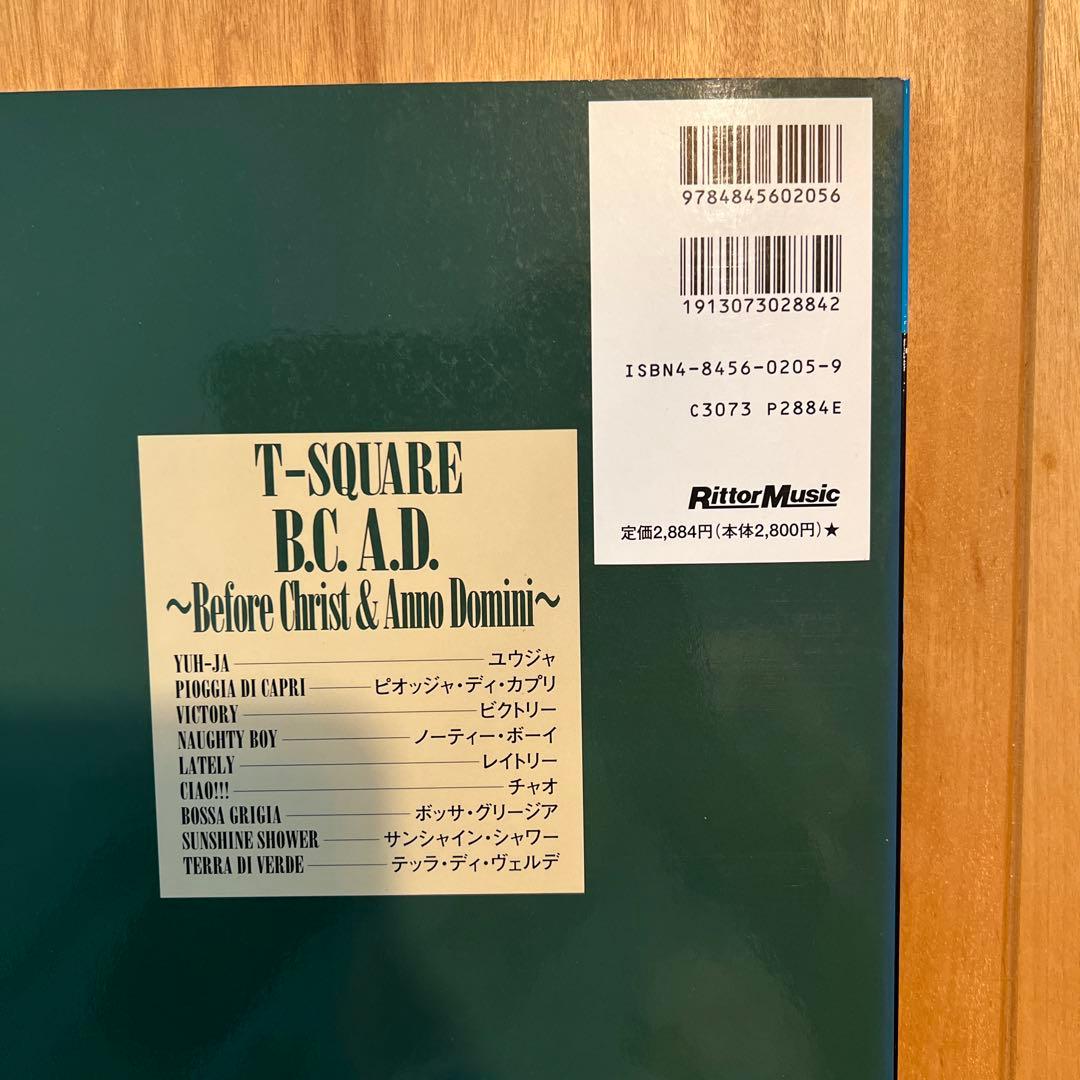 9784845602056
1913073028842
ISBN4-8456-0205-9
C3073 P2884E
RittorMusic
定価2,884円(本体2,800円)★
T-SQUARE
B.C. A.D.
~Before Christ & Anno Domini~
YUH-JA ユウジャ
PIOGGIA DI CAPRI ピオッジャ・ディ・カプリ
VICTORY ビクトリー
NAUGHTY BOY ノーティー・ボーイ
LATELY レイトリー
CIAO!!! チャオ
BOSSA GRIGIA ボッサ・グリージア
SUNSHINE SHOWER サンシャイン・シャワー
TERRA DI VERDE テッラ・ディ・ヴェルデ